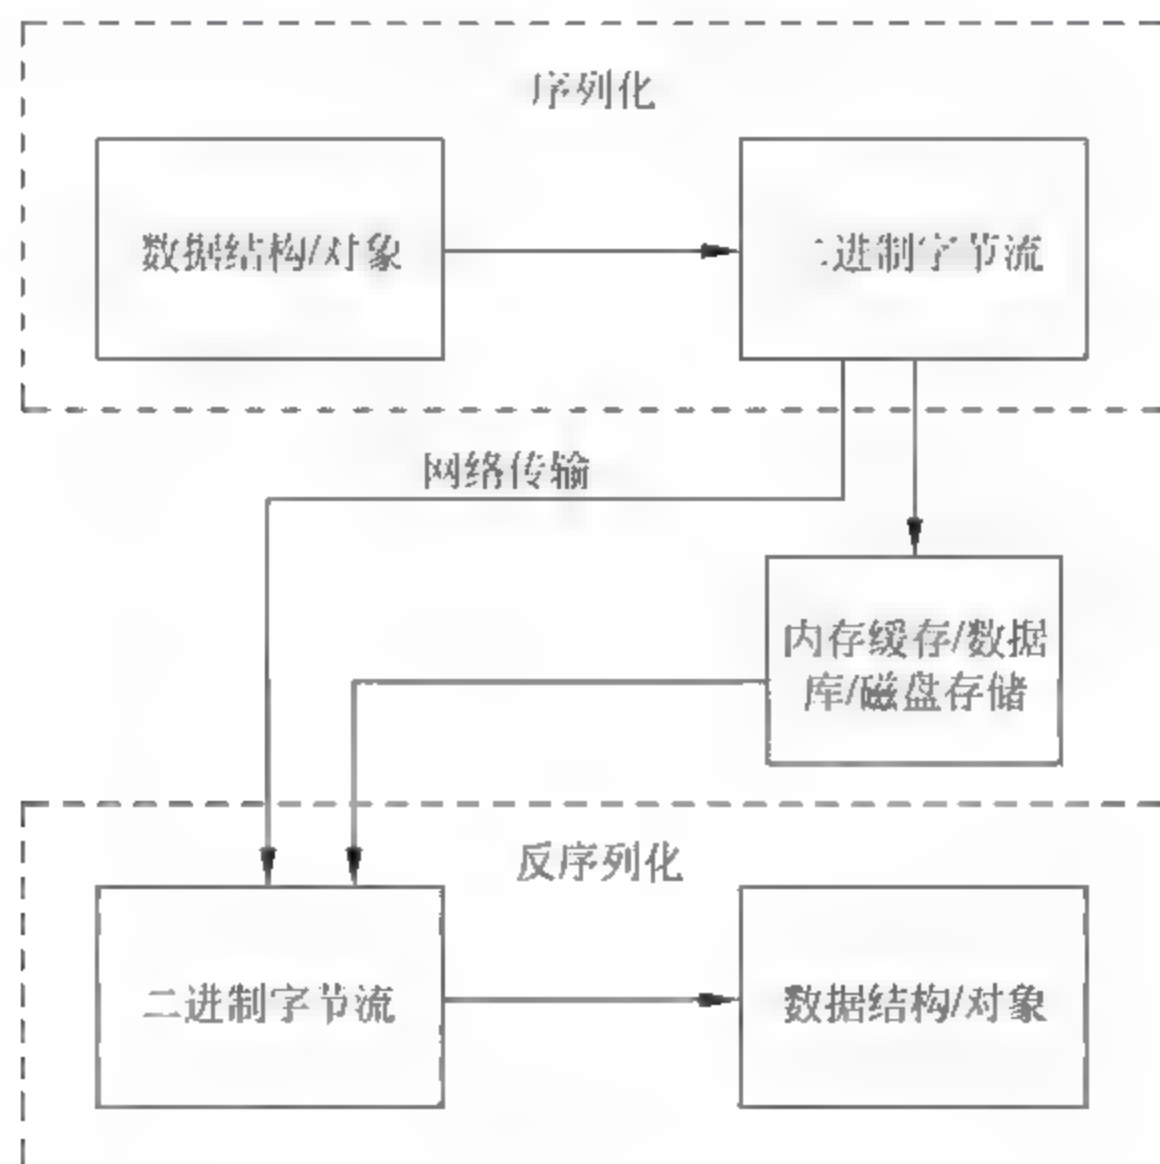 序列化
数据结构/对象
二进制字节流
网络传输
内存缓存/数据
库/磁盘存储
反序列化
二进制字节流
数据结构/对象